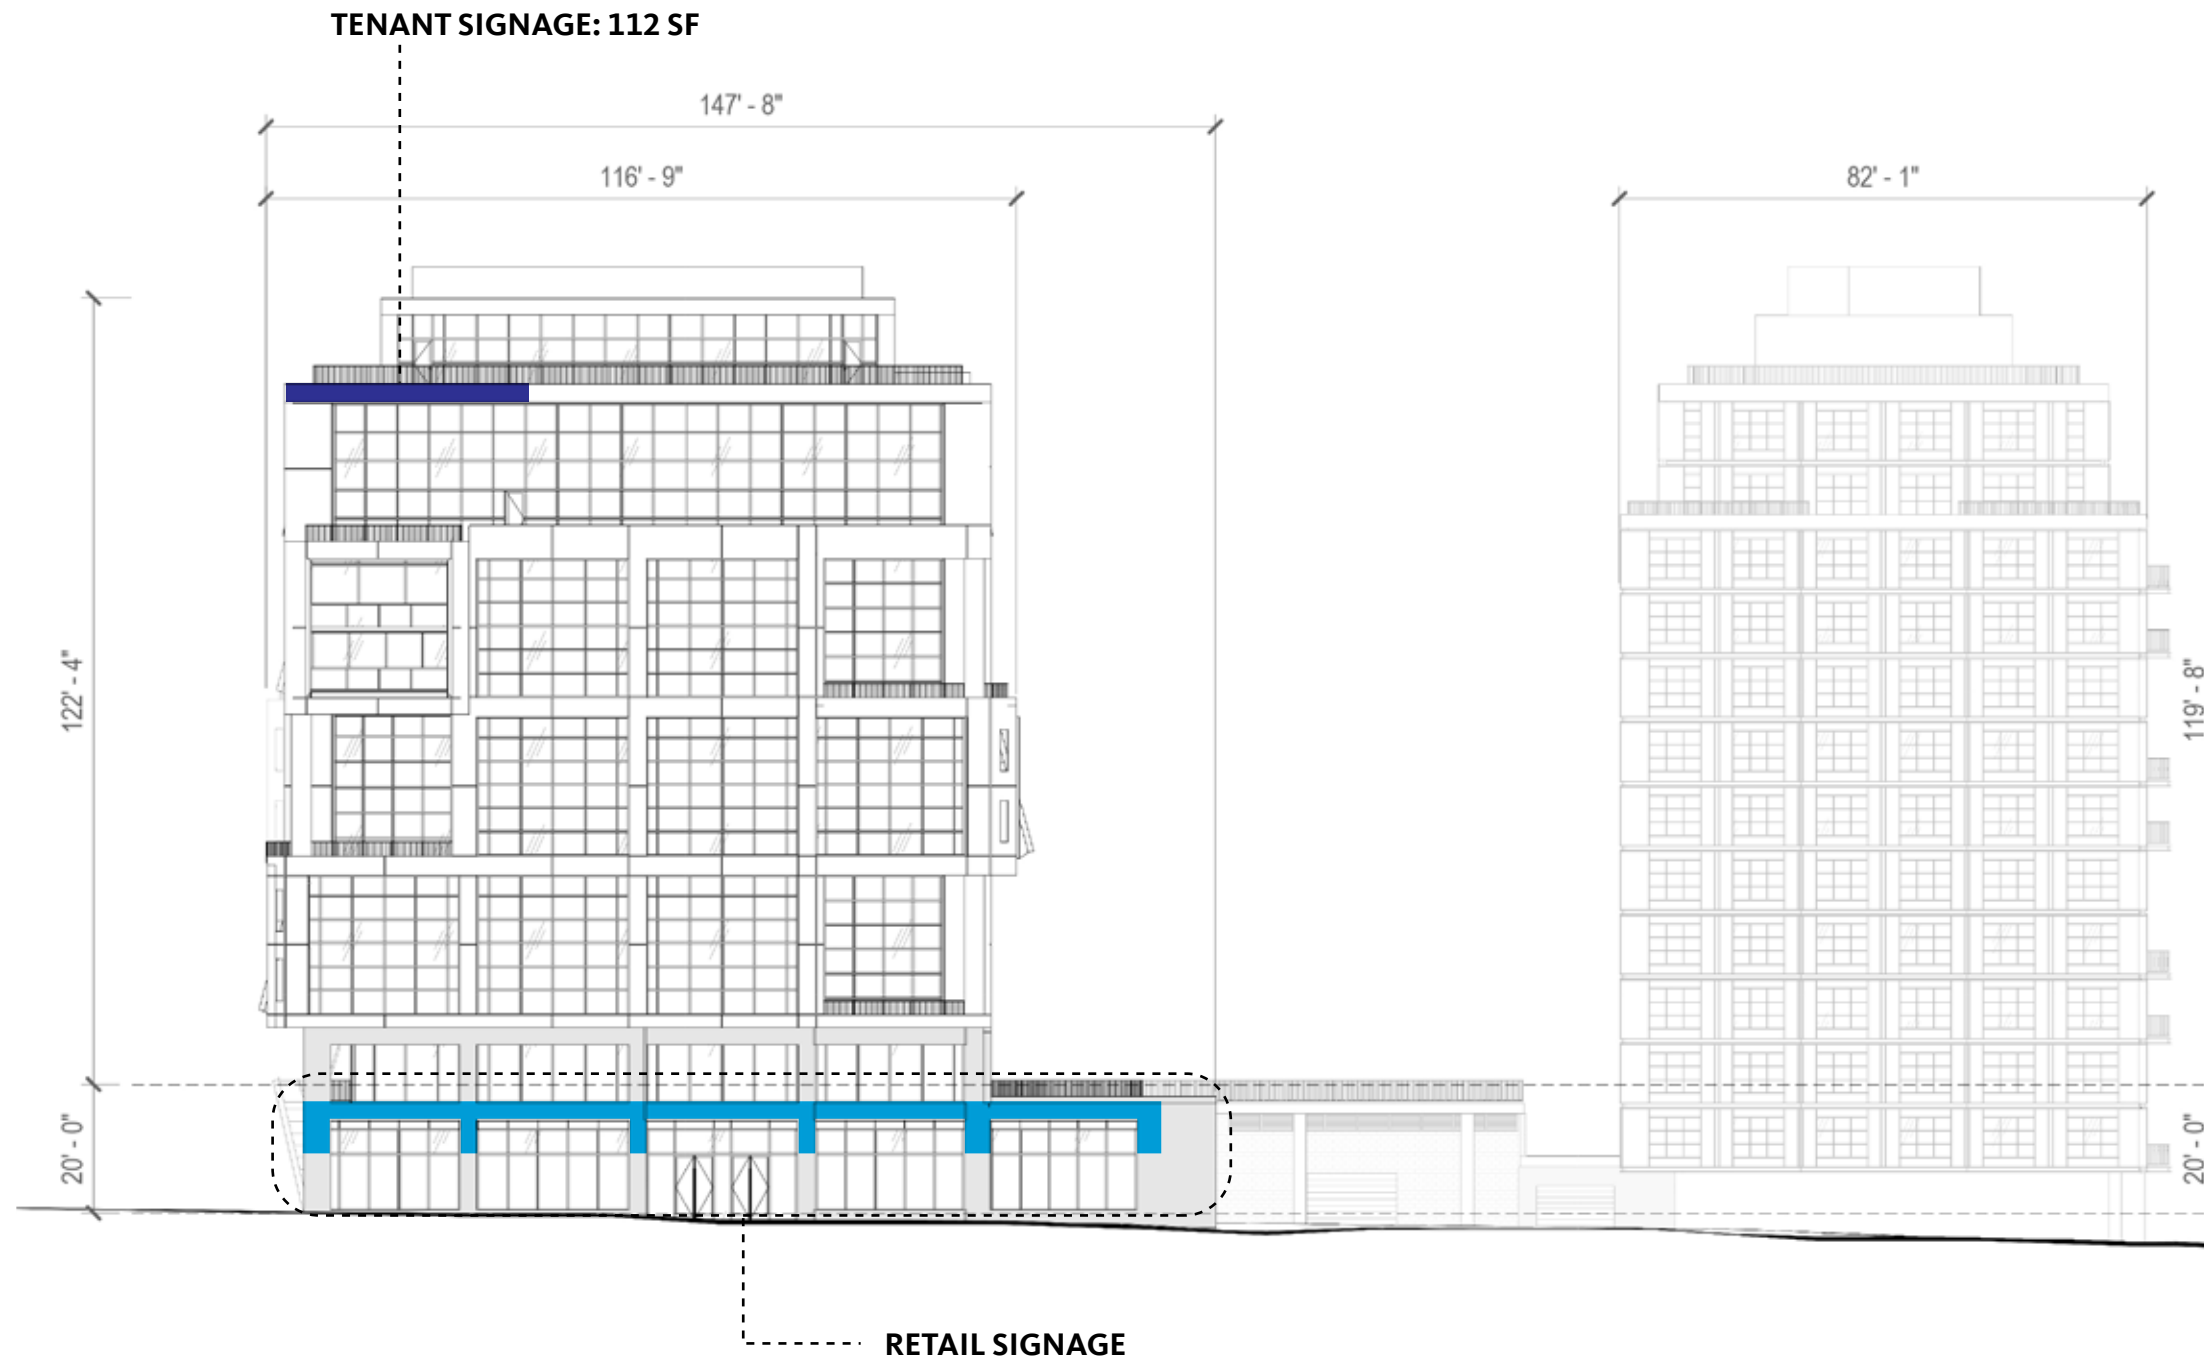 TENANT SIGNAGE: 112 SF
147' - 8"
116' - 9"
82' - 1"
122' - 4"
119' - 8"
20' - 0"
20' - 0"
RETAIL SIGNAGE